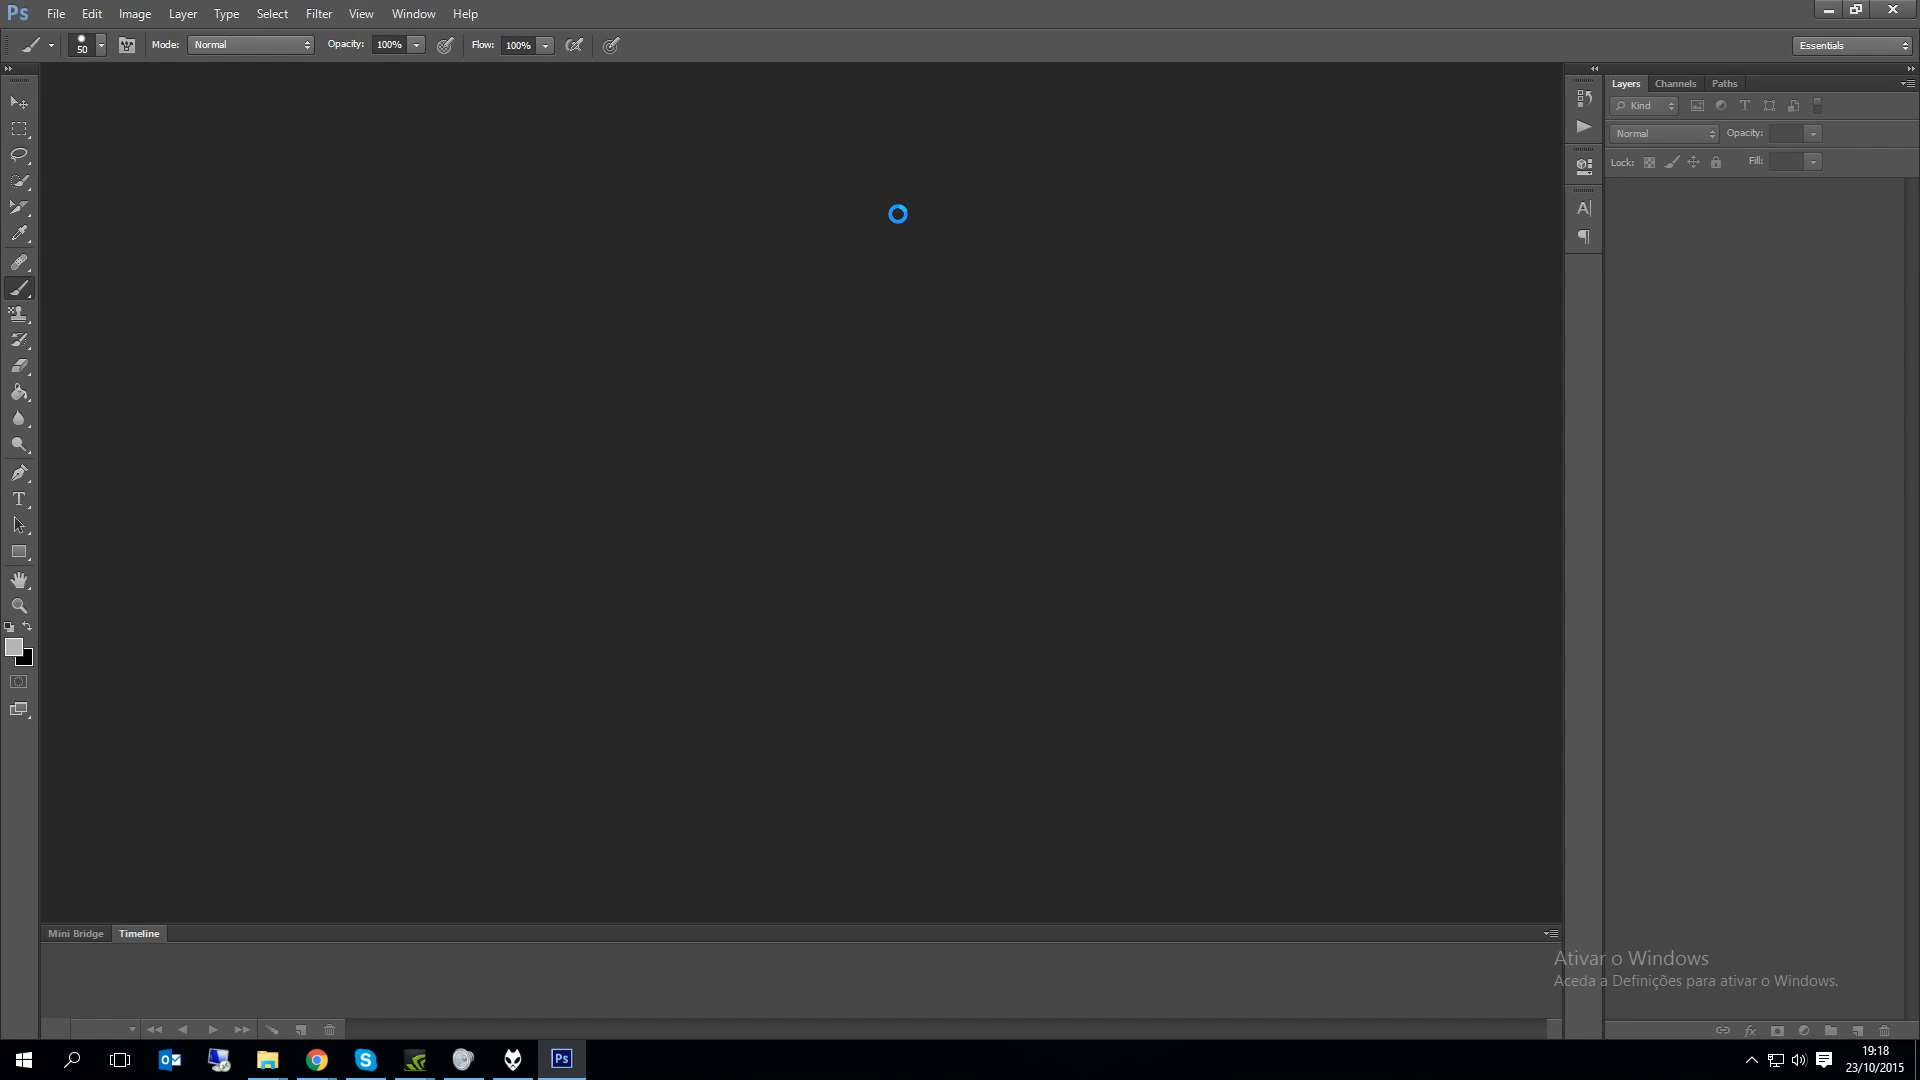 Ps File Edit Image Layer Type Select Filter View Window Help
50 Mode: Normal Opacity: 100% Flow: 100% Essentials
Layers Channels Paths
Kind T
Normal Opacity:
Lock: Fill:
A
T
Mini Bridge Timeline
Ativar o Windows
Aceda a Definições para ativar o Windows.
fx
Ps
19:18
23/10/2015